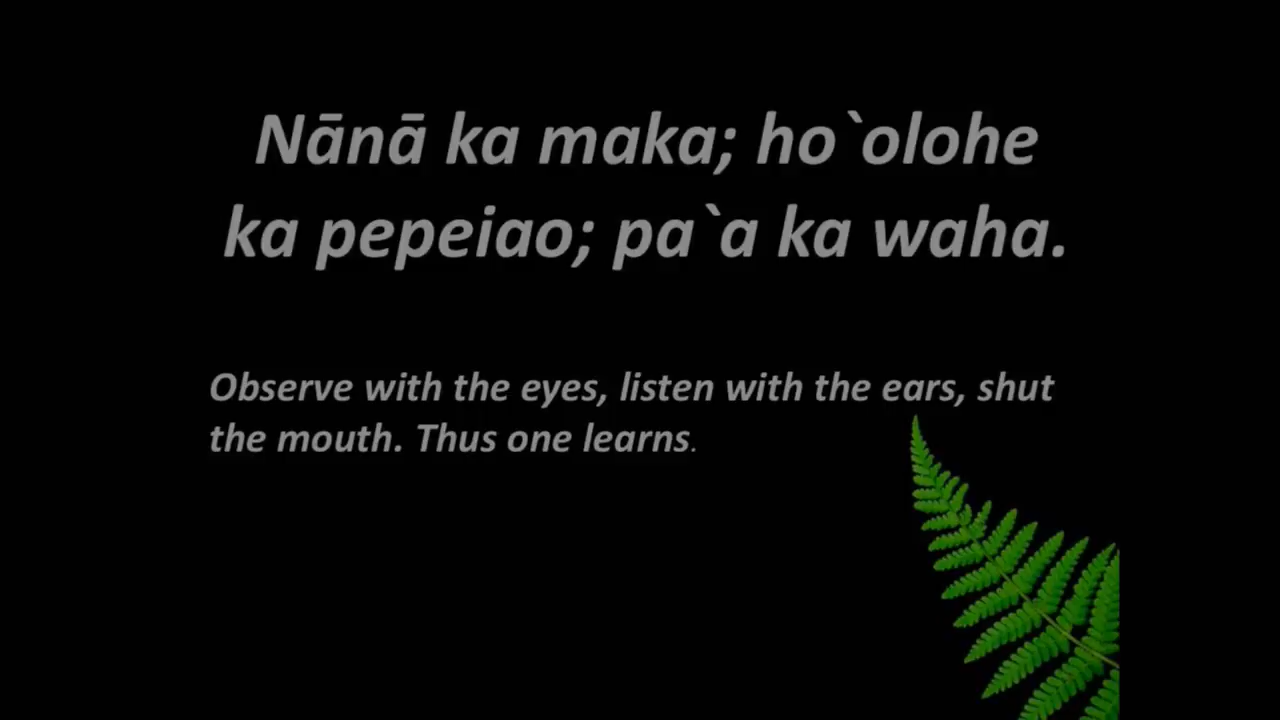 Nānā ka maka; ho`olohe
ka pepeiao; pa`a ka waha.
Observe with the eyes, listen with the ears, shut
the mouth. Thus one learns.